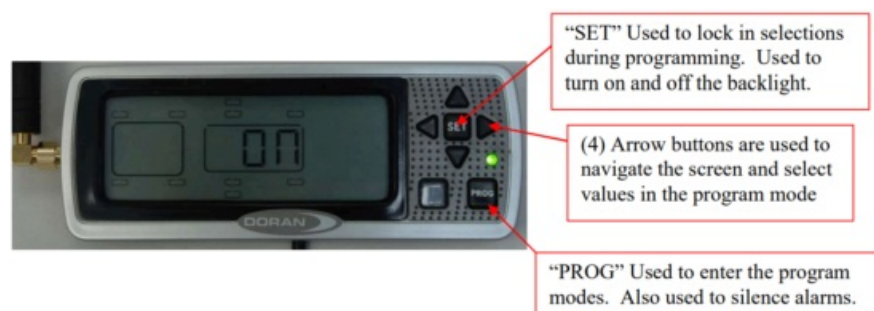 “SET” Used to lock in selections
during programming. Used to
turn on and off the backlight.
SET
on
(4) Arrow buttons are used to
navigate the screen and select
values in the program mode
PROG
DORAN
“PROG” Used to enter the program
modes. Also used to silence alarms.